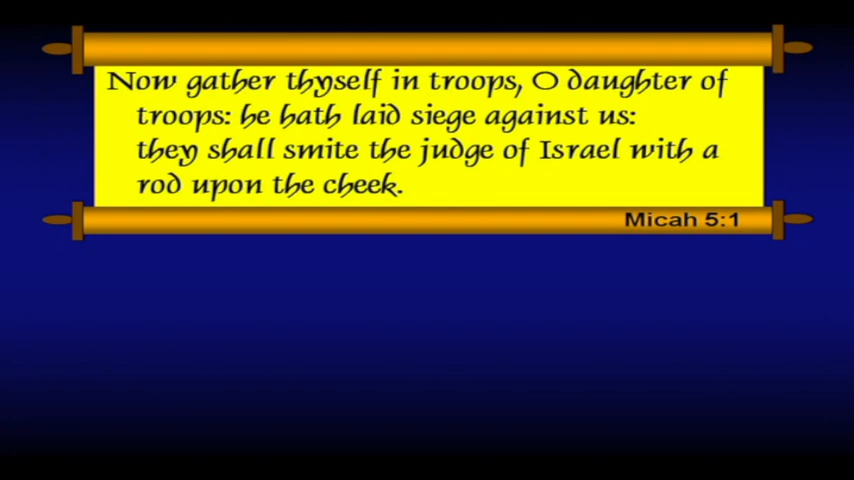 Now gather thyself in troops, O daughter of
troops: he hath laid siege against us:
they shall smite the judge of Israel with a
rod upon the cheek.
Micah 5:1